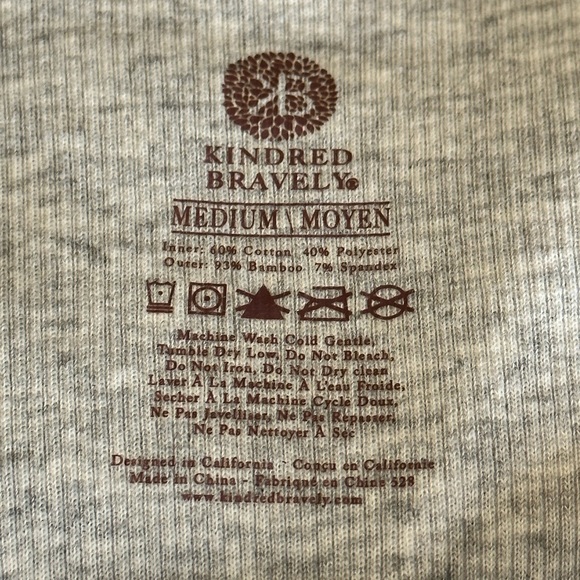 KB
KINDRED
BRAVELY®
MEDIUM \ MOYEN
Inner: 60% Cotton 40% Polyester
Outer: 93% Bamboo 7% Spandex
Machine Wash Cold Gentle,
Tumble Dry Low, Do Not Bleach,
Do Not Iron, Do Not Dry clean
Laver À La Machine À L'eau Froide,
Secher À La Machine Cycle Doux,
Ne Pas Javelliser, Ne Pas Repasser,
Ne Pas Nettoyer À Sec
Designed in California - Conçu en Californie
Made in China - Fabriqué en Chine 528
www.kindredbravely.com